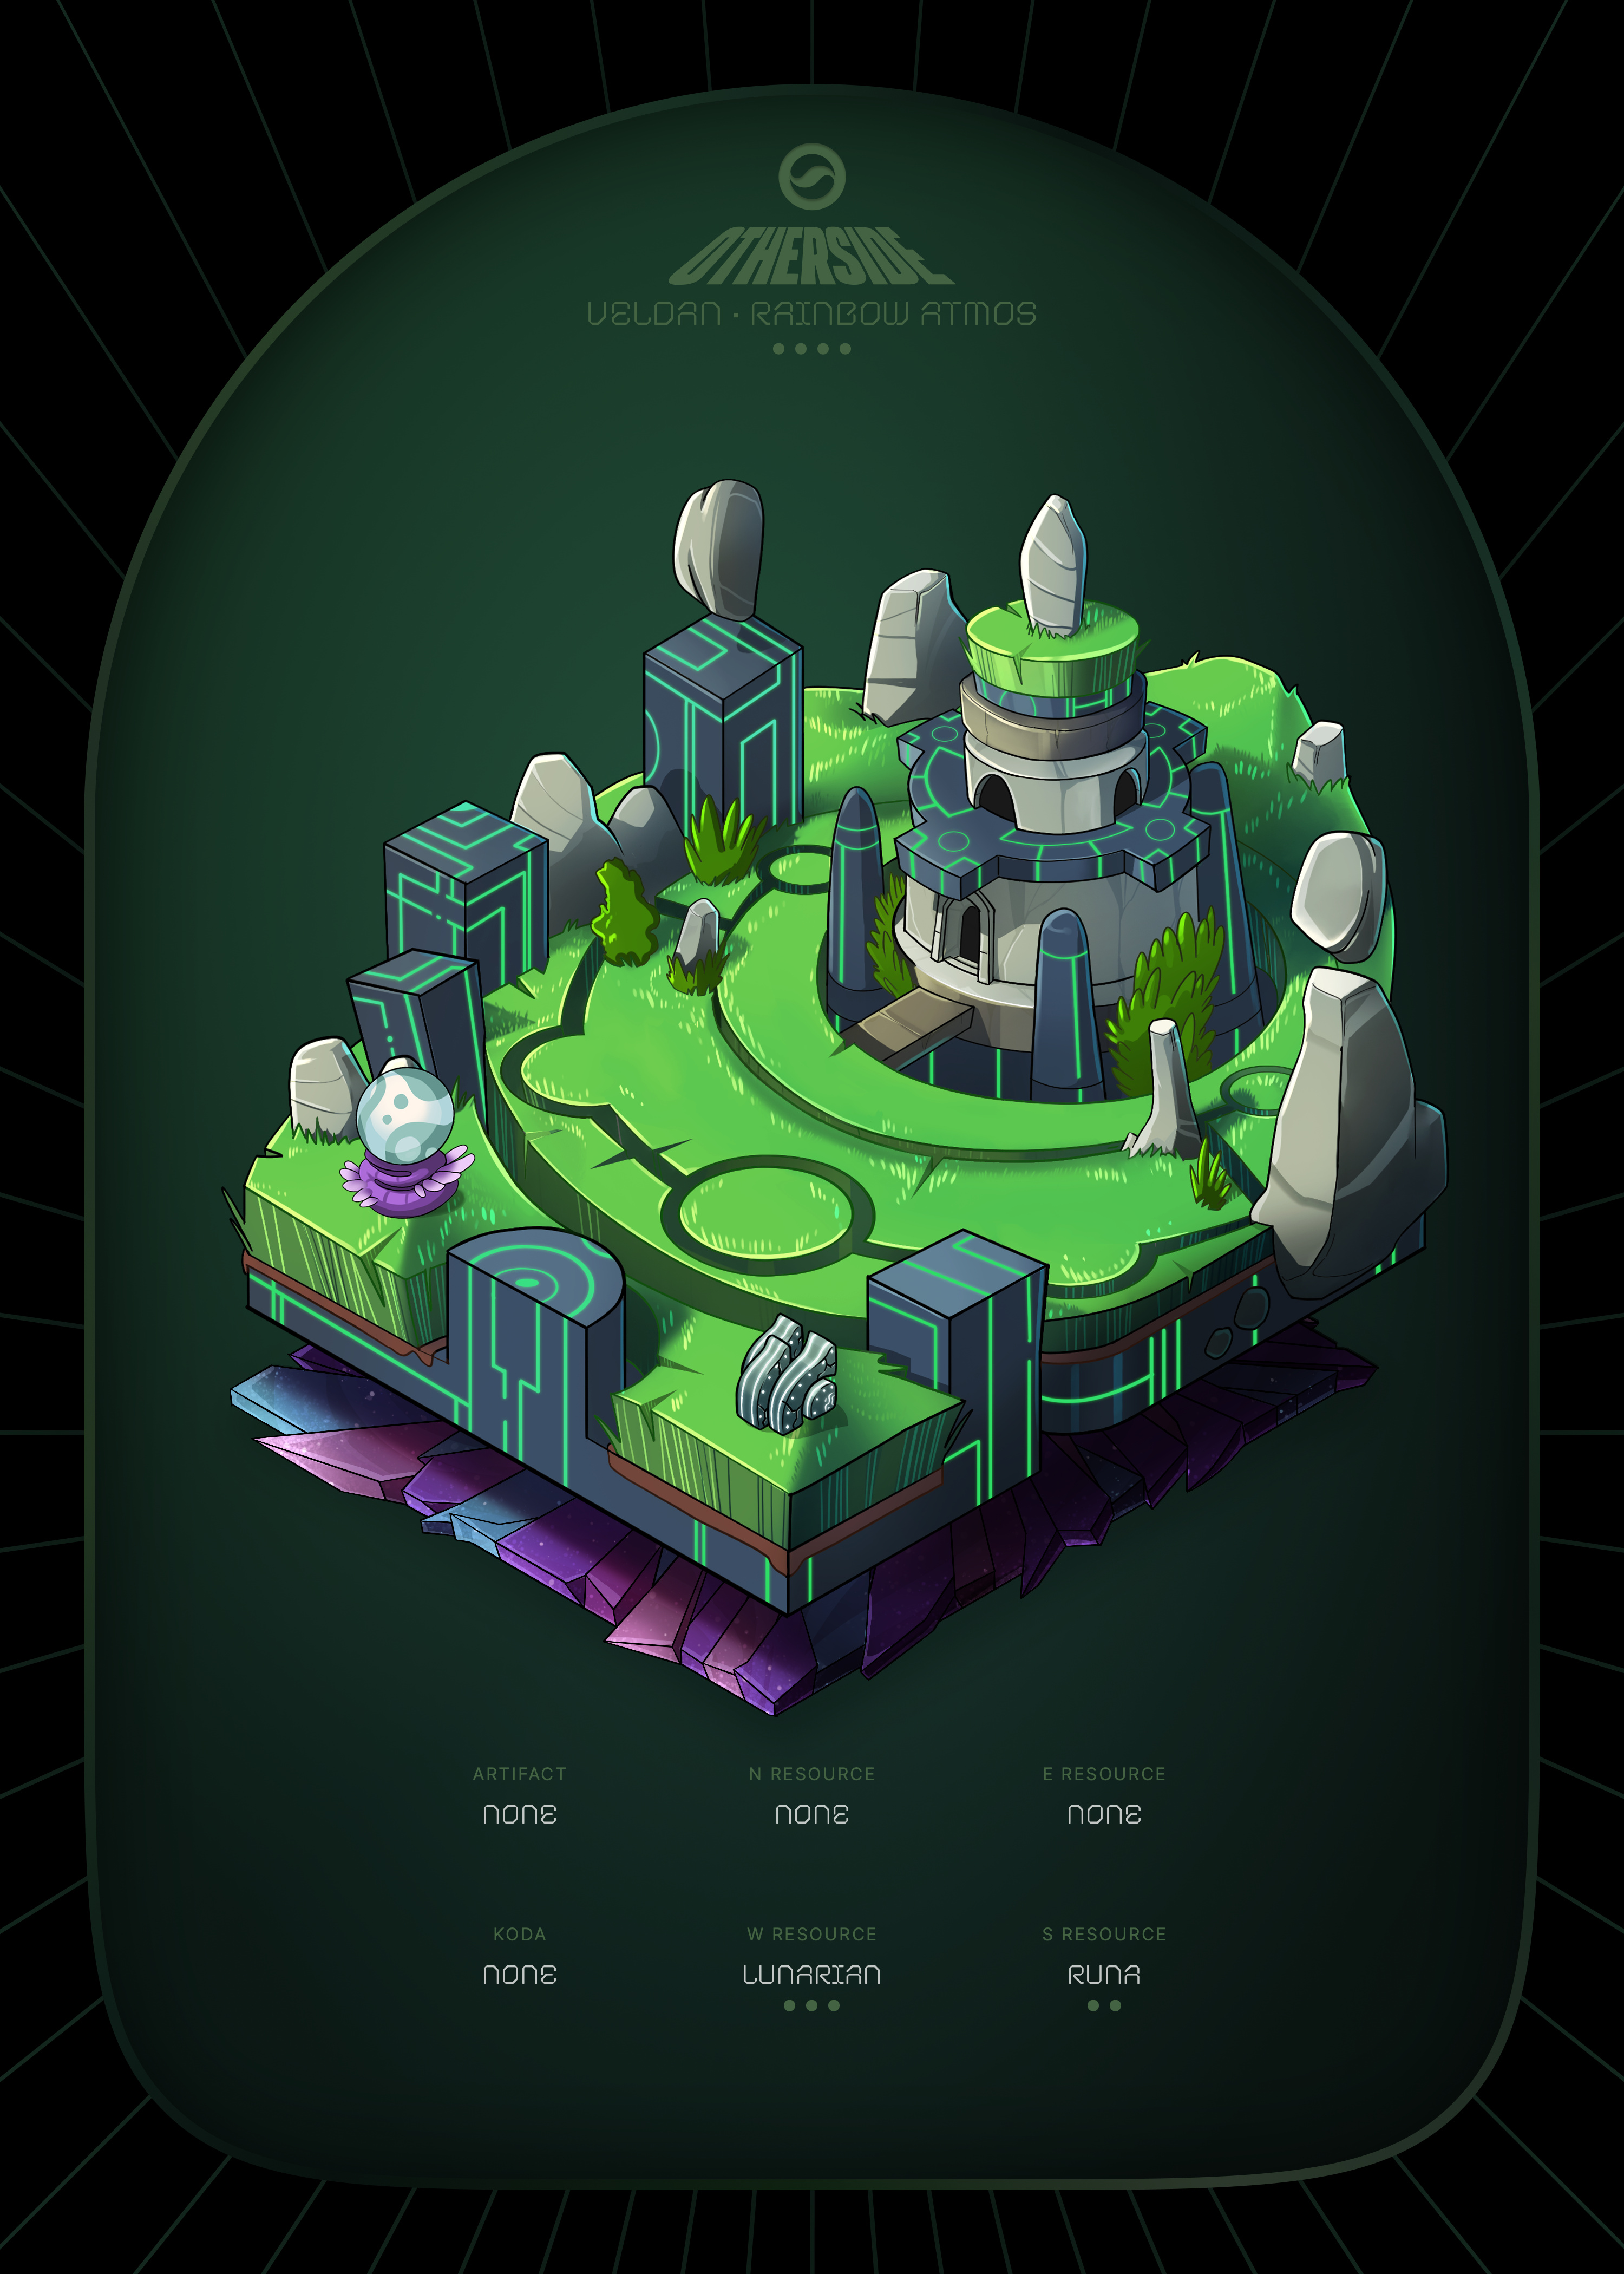 OTHERSIDE
VELDAN · RAINBOW ATMOS
ARTIFACT N RESOURCE E RESOURCE
NONE NONE NONE
KODA W RESOURCE S RESOURCE
NONE LUNARIAN RUNA